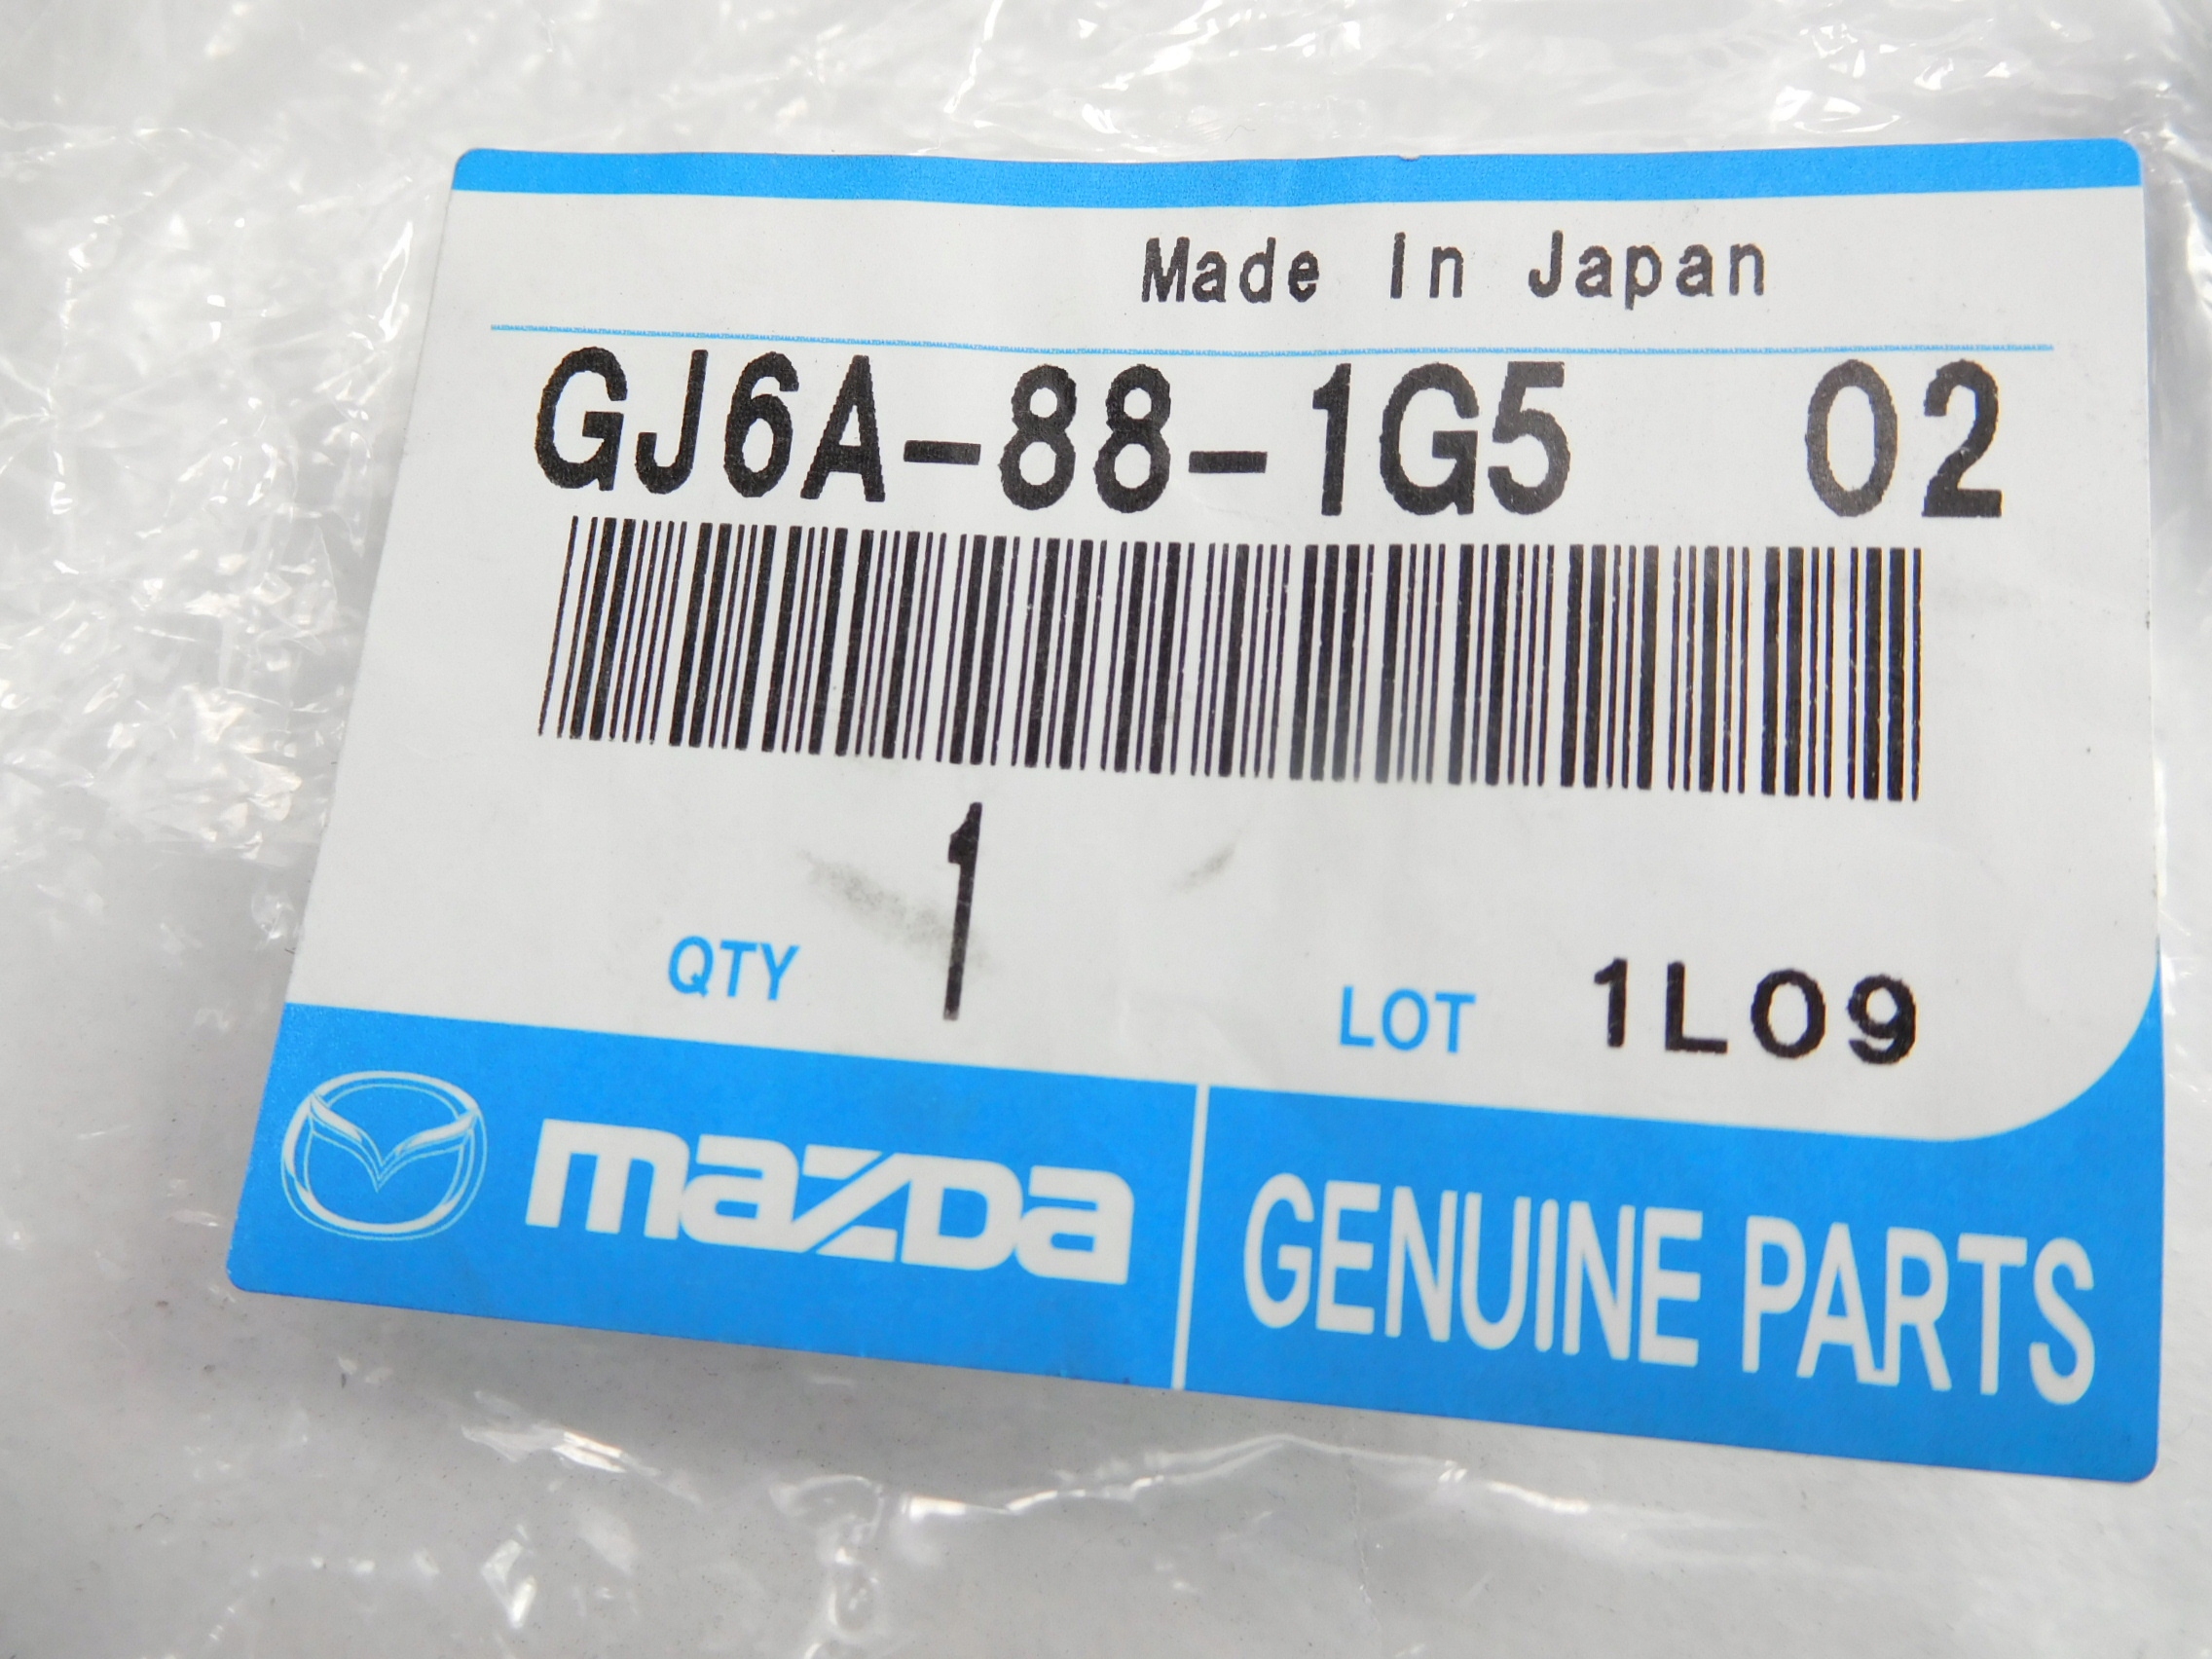 Made In Japan
GJ6A-88-1G5 02
1
QTY
LOT 1L09
mazda
GENUINE PARTS